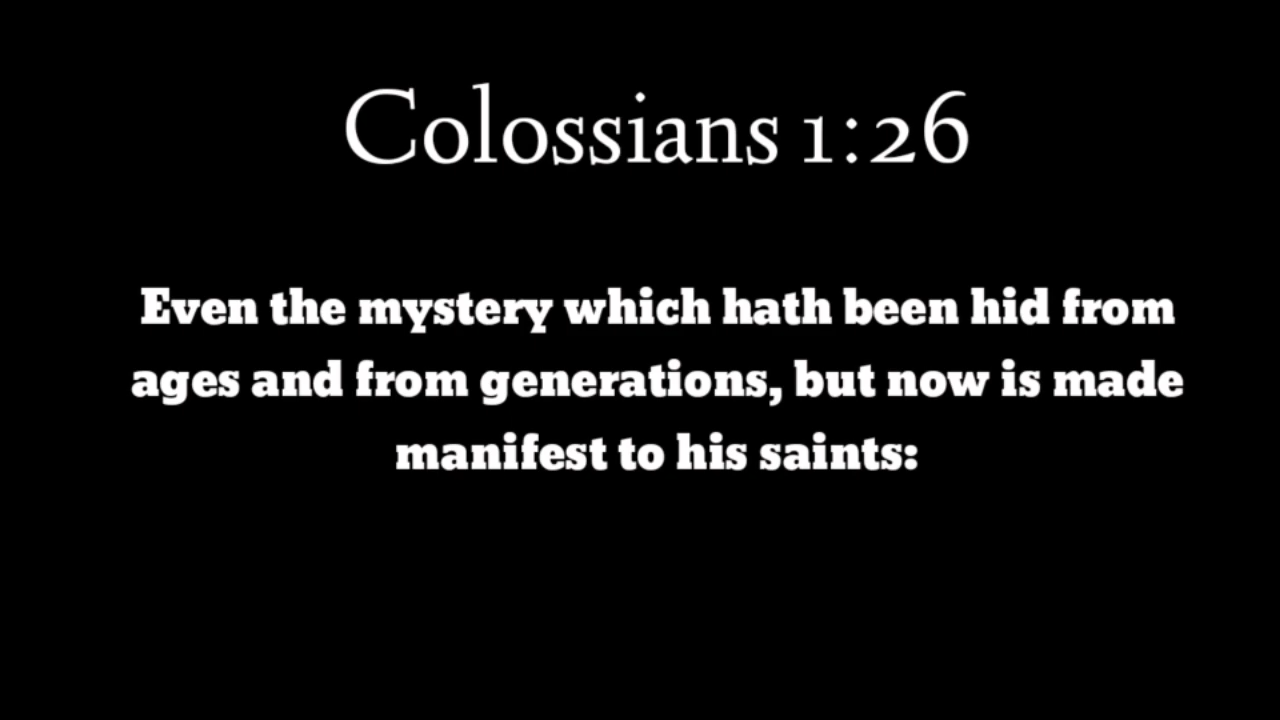 Colossians 1:26
Even the mystery which hath been hid from
ages and from generations, but now is made
manifest to his saints: